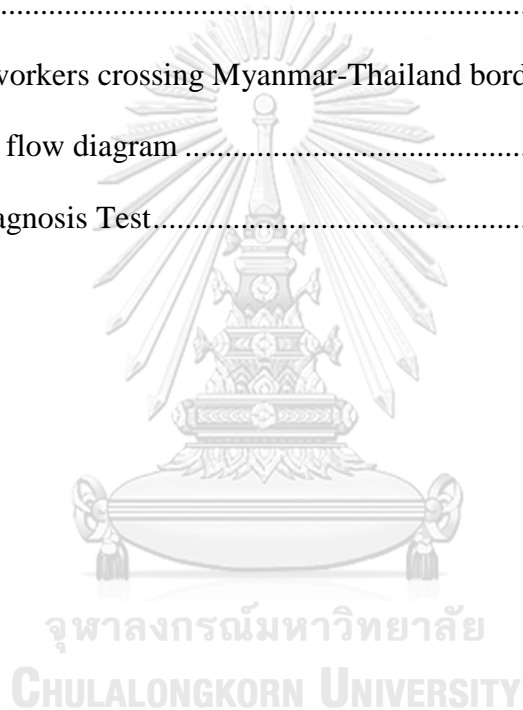 ................................................................
workers crossing Myanmar-Thailand bord
flow diagram ..................................................
agnosis Test......................................................
จุฬาลงกรณ์มหาวิทยาลัย
CHULALONGKORN UNIVERSITY